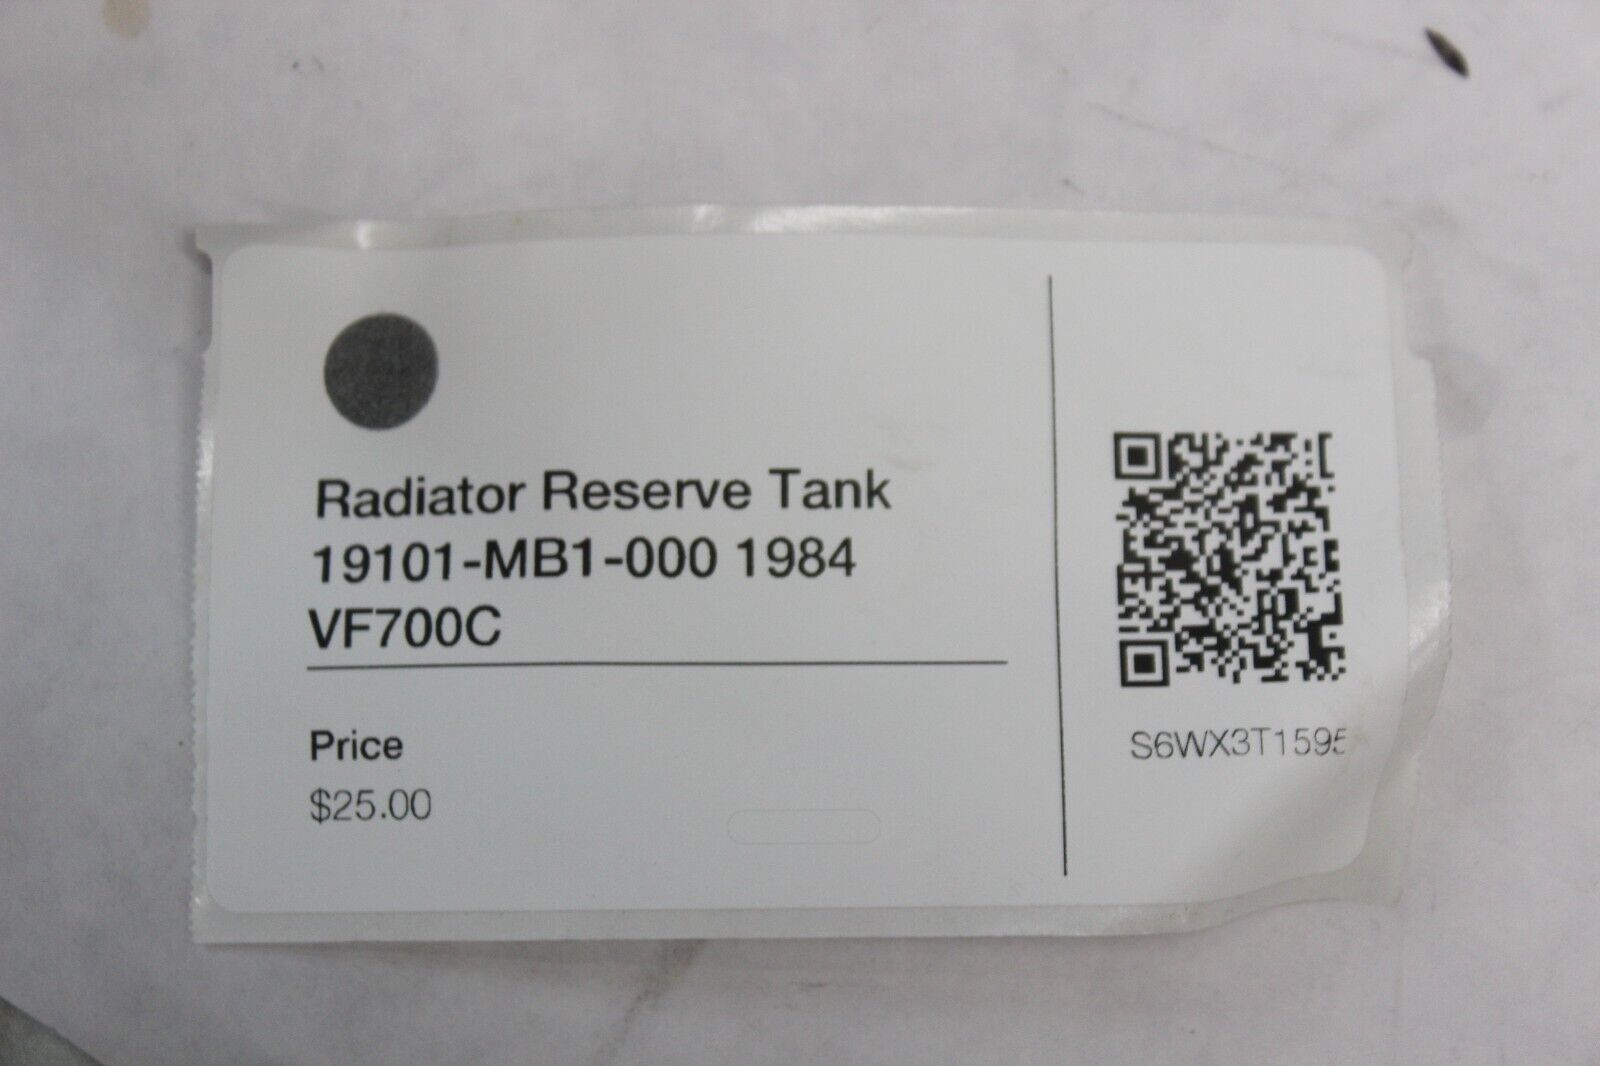 Radiator Reserve Tank
19101-MB1-000 1984
VF700C
Price
$25.00
S6WX3T1595